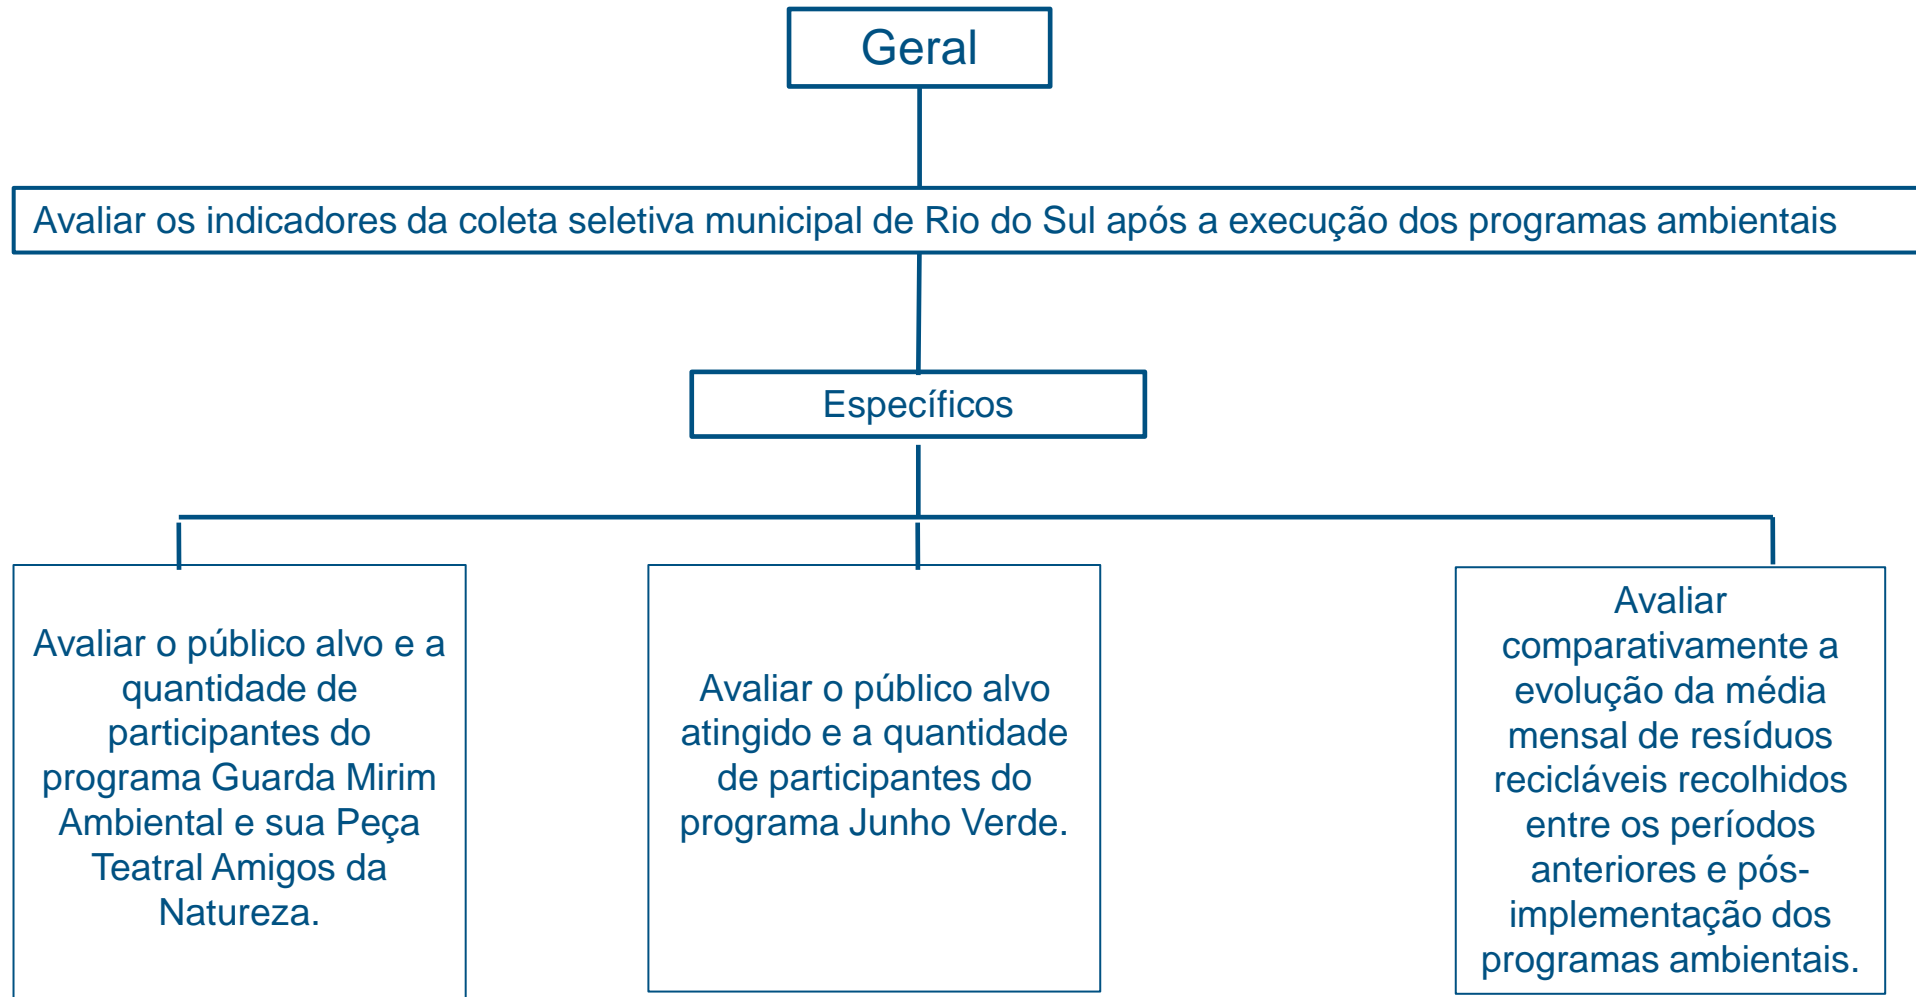 Geral
Avaliar os indicadores da coleta seletiva municipal de Rio do Sul após a execução dos programas ambientais
Específicos
Avaliar o público alvo e a
quantidade de
participantes do
programa Guarda Mirim
Ambiental e sua Peça
Teatral Amigos da
Natureza.
Avaliar o público alvo
atingido e a quantidade
de participantes do
programa Junho Verde.
Avaliar
comparativamente a
evolução da média
mensal de resíduos
recicláveis recolhidos
entre os períodos
anteriores e pós-
implementação dos
programas ambientais.